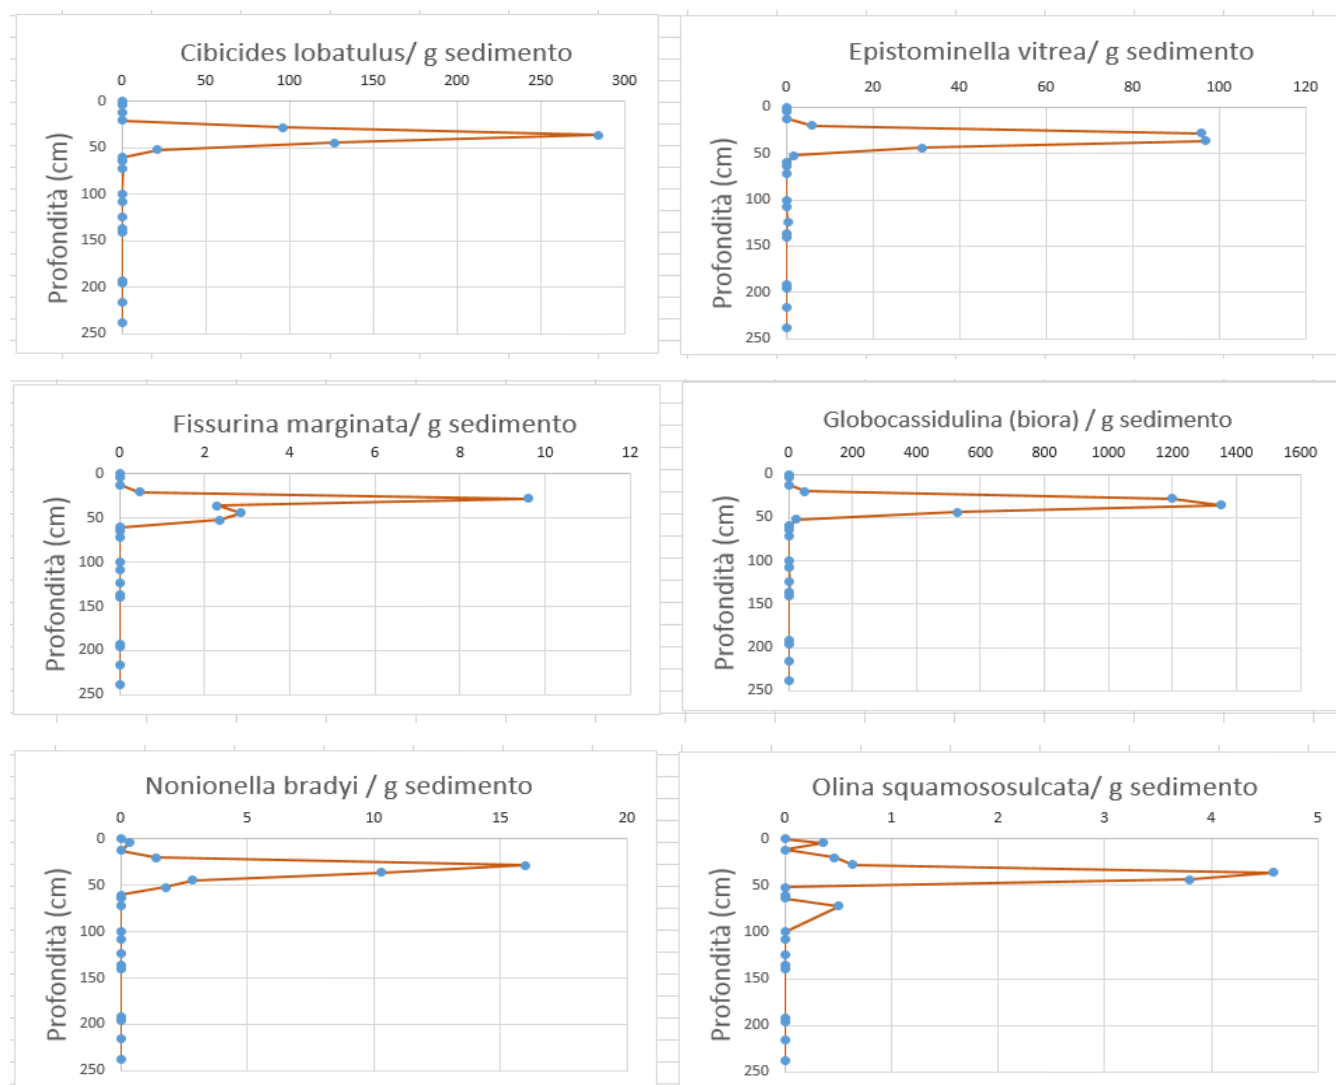 Cibicides lobatulus/ g sedimento
0 50 100 150 200 250 300
0
50
100
150
200
250
Profondità (cm)
Epistominella vitrea/ g sedimento
0 20 40 60 80 100 120
0
50
100
150
200
250
Profondità (cm)
Fissurina marginata/ g sedimento
0 2 4 6 8 10 12
0
50
100
150
200
250
Profondità (cm)
Globocassidulina (biora) / g sedimento
0 200 400 600 800 1000 1200 1400 1600
0
50
100
150
200
250
Profondità (cm)
Nonionella bradyi / g sedimento
0 5 10 15 20
0
50
100
150
200
250
Profondità (cm)
Olina squamososulcata/ g sedimento
0 1 2 3 4 5
0
50
100
150
200
250
Profondità (cm)